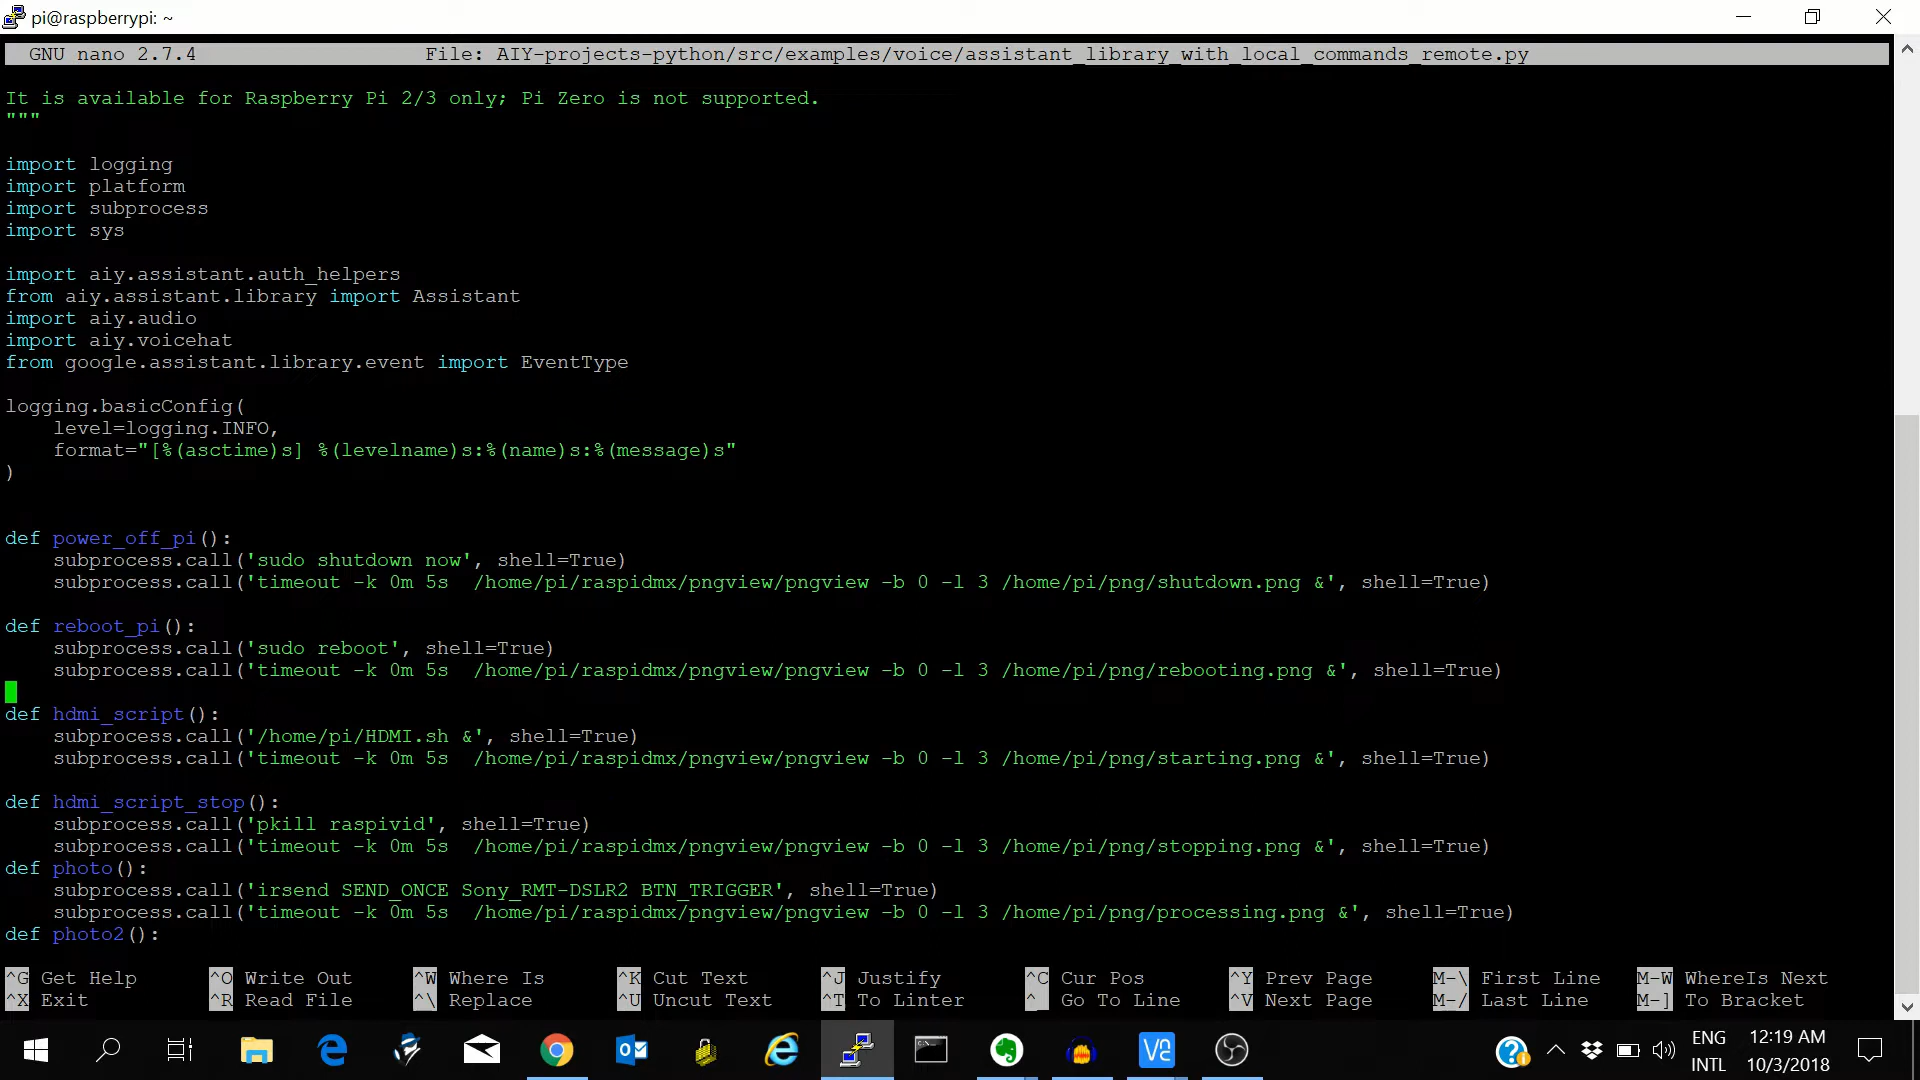 pi@raspberrypi: ~
GNU nano 2.7.4 File: AIY-projects-python/src/examples/voice/assistant_library_with_local_commands_remote.py
It is available for Raspberry Pi 2/3 only; Pi Zero is not supported.
"""
import logging
import platform
import subprocess
import sys
import aiy.assistant.auth_helpers
from aiy.assistant.library import Assistant
import aiy.audio
import aiy.voicehat
from google.assistant.library.event import EventType
logging.basicConfig(
    level=logging.INFO,
    format="[%(asctime)s] %(levelname)s:%(name)s:%(message)s"
)
def power_off_pi():
    subprocess.call('sudo shutdown now', shell=True)
    subprocess.call('timeout -k 0m 5s  /home/pi/raspidmx/pngview/pngview -b 0 -l 3 /home/pi/png/shutdown.png &', shell=True)
def reboot_pi():
    subprocess.call('sudo reboot', shell=True)
    subprocess.call('timeout -k 0m 5s  /home/pi/raspidmx/pngview/pngview -b 0 -l 3 /home/pi/png/rebooting.png &', shell=True)
def hdmi_script():
    subprocess.call('/home/pi/HDMI.sh &', shell=True)
    subprocess.call('timeout -k 0m 5s  /home/pi/raspidmx/pngview/pngview -b 0 -l 3 /home/pi/png/starting.png &', shell=True)
def hdmi_script_stop():
    subprocess.call('pkill raspivid', shell=True)
    subprocess.call('timeout -k 0m 5s  /home/pi/raspidmx/pngview/pngview -b 0 -l 3 /home/pi/png/stopping.png &', shell=True)
def photo():
    subprocess.call('irsend SEND_ONCE Sony_RMT-DSLR2 BTN_TRIGGER', shell=True)
    subprocess.call('timeout -k 0m 5s  /home/pi/raspidmx/pngview/pngview -b 0 -l 3 /home/pi/png/processing.png &', shell=True)
def photo2():
^G Get Help ^O Write Out ^W Where Is ^K Cut Text ^J Justify ^C Cur Pos ^Y Prev Page M-\ First Line M-W WhereIs Next
^X Exit ^R Read File ^\ Replace ^U Uncut Text ^T To Linter ^_ Go To Line ^V Next Page M-/ Last Line M-] To Bracket
ENG 12:19 AM
INTL 10/3/2018